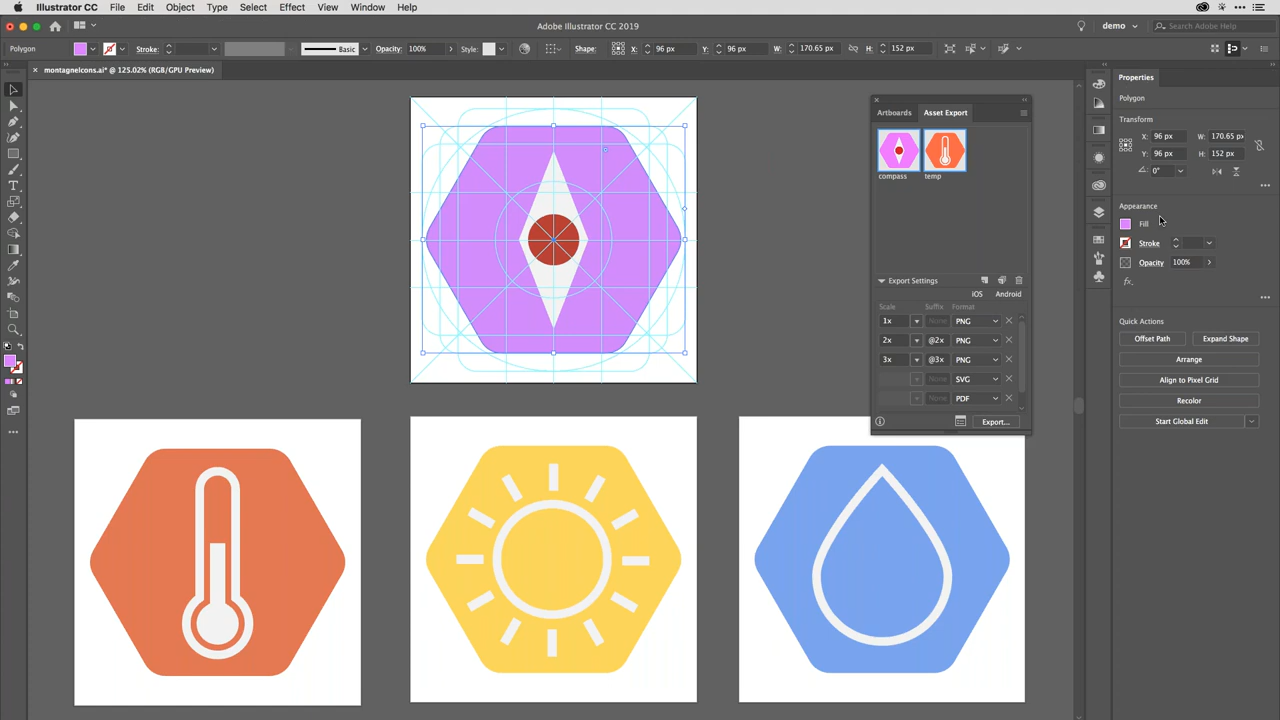 Illustrator CC File Edit Object Type Select Effect View Window Help
Adobe Illustrator CC 2019
demo
Search Adobe Help
Polygon Stroke: Basic Opacity: 100% Style: Shape: X: 96 px Y: 96 px W: 170.65 px H: 152 px
× montagneIcons.ai* @ 125.02% (RGB/GPU Preview)
Artboards Asset Export
compass temp
Export Settings
iOS Android
Scale Suffix Format
1x None PNG
2x @2x PNG
3x @3x PNG
None SVG
None PDF
Export...
Properties
Polygon
Transform
X: 96 px W: 170.65 px
Y: 96 px H: 152 px
0°
Appearance
Fill
Stroke
Opacity 100%
fx.
Quick Actions
Offset Path Expand Shape
Arrange
Align to Pixel Grid
Recolor
Start Global Edit